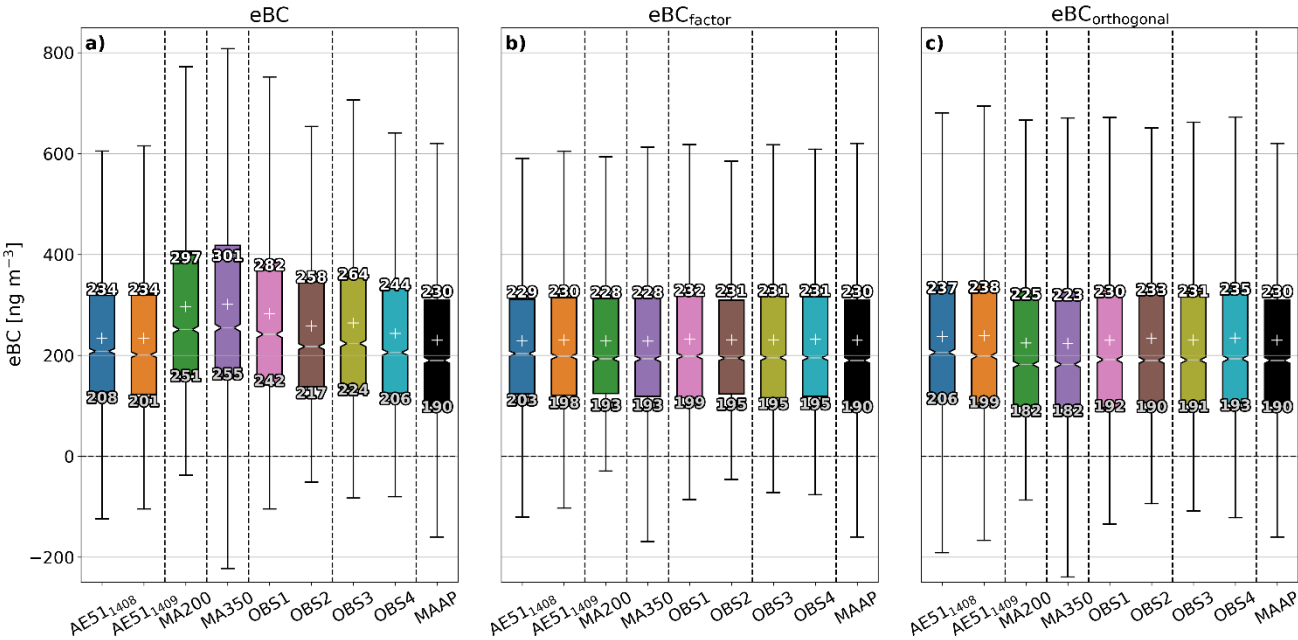 eBC
eBC_factor
eBC_orthogonal
a)
b)
c)
eBC [ng m⁻³]
800
600
400
200
0
−200
234 234 297 301 282 258 264 244 230
208 201 251 255 242 217 224 206 190
229 230 228 228 232 231 231 231 230
203 198 193 193 199 195 195 195 190
237 238 225 223 230 233 231 235 230
206 199 182 182 192 190 191 193 190
AE51₁₄₀₈ AE51₁₄₀₉ MA200 MA350 OBS1 OBS2 OBS3 OBS4 MAAP
AE51₁₄₀₈ AE51₁₄₀₉ MA200 MA350 OBS1 OBS2 OBS3 OBS4 MAAP
AE51₁₄₀₈ AE51₁₄₀₉ MA200 MA350 OBS1 OBS2 OBS3 OBS4 MAAP